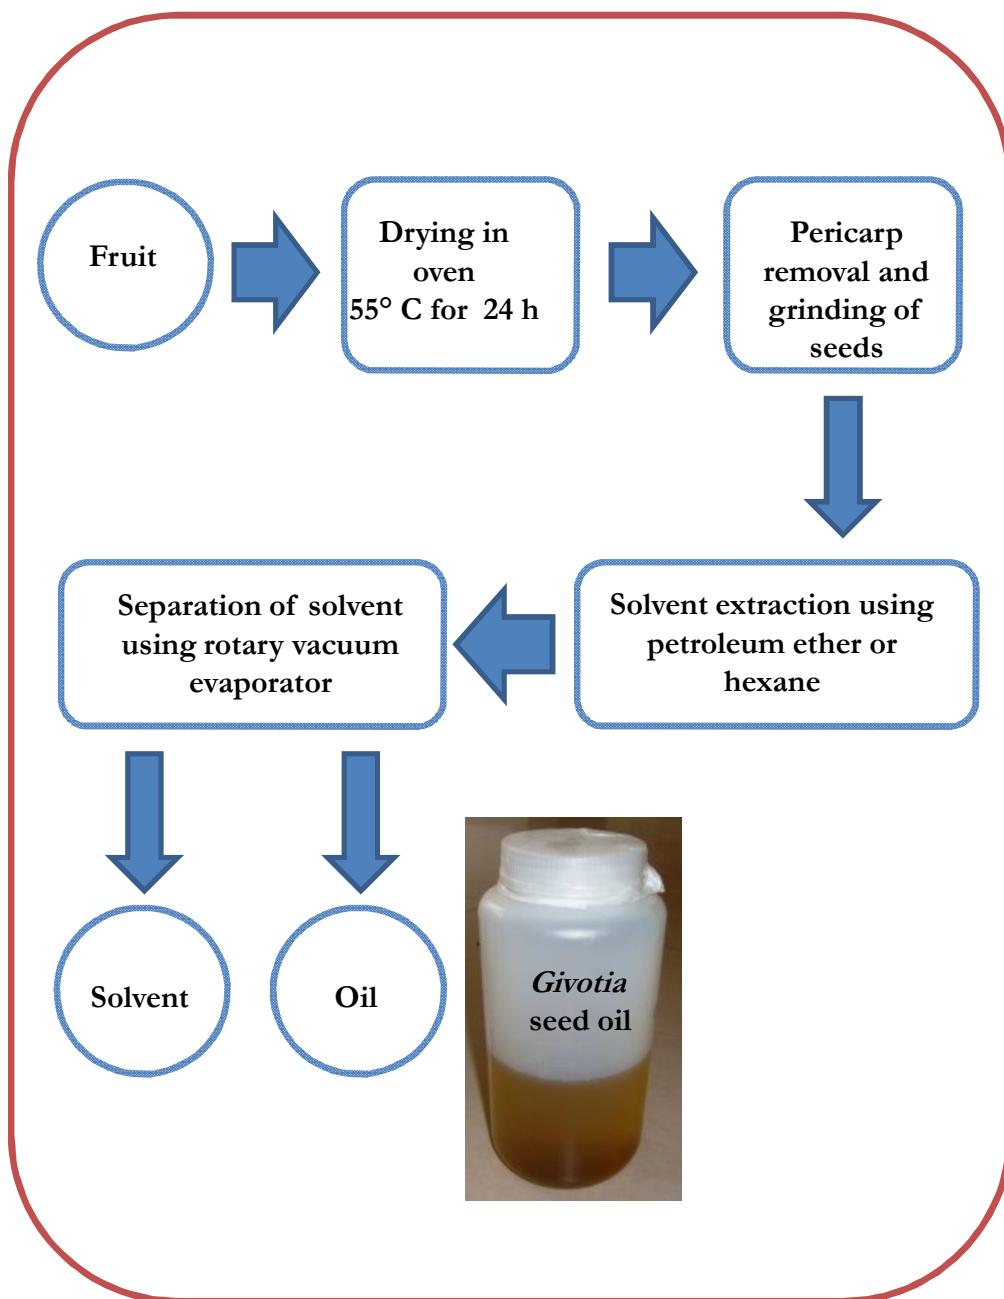 Fruit
Drying in
oven
55° C for 24 h
Pericarp
removal and
grinding of
seeds
Separation of solvent
using rotary vacuum
evaporator
Solvent extraction using
petroleum ether or
hexane
Solvent
Oil
Givotia
seed oil